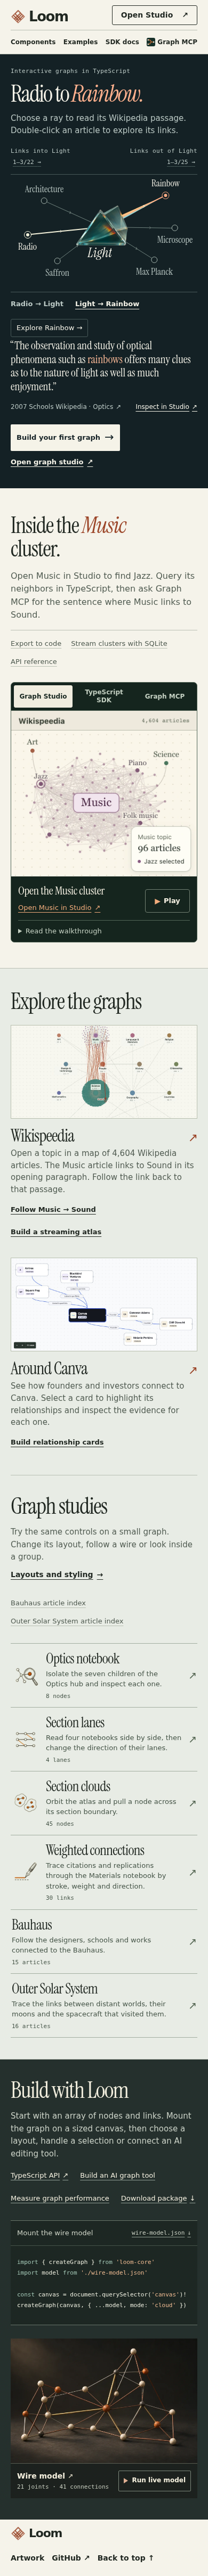 Loom
Open Studio ↗
Components Examples SDK docs Graph MCP
Interactive graphs in TypeScript
Radio to Rainbow.
Choose a ray to read its Wikipedia passage.
Double-click an article to explore its links.
Links into Light Links out of Light
1–3/22 → 1–3/25 →
Architecture
Rainbow
Radio
Light
Microscope
Saffron
Max Planck
Radio → Light Light → Rainbow
Explore Rainbow →
“The observation and study of optical
phenomena such as rainbows offers many clues
as to the nature of light as well as much
enjoyment.”
2007 Schools Wikipedia · Optics ↗ Inspect in Studio ↗
Build your first graph →
Open graph studio ↗
Inside the Music
cluster.
Open Music in Studio to find Jazz. Query its
neighbors in TypeScript, then ask Graph
MCP for the sentence where Music links to
Sound.
Export to code Stream clusters with SQLite
API reference
Graph Studio
TypeScript
SDK
Graph MCP
Wikispeedia 4,604 articles
Art
Science
Piano
Jazz
Music
Folk music
Music topic
96 articles
Jazz selected
Open the Music cluster
Open Music in Studio ↗
▶ Play
▶ Read the walkthrough
Explore the graphs
Wikispeedia ↗
Open a topic in a map of 4,604 Wikipedia
articles. The Music article links to Sound in its
opening paragraph. Follow the link back to
that passage.
Follow Music → Sound
Build a streaming atlas
Around Canva ↗
See how founders and investors connect to
Canva. Select a card to highlight its
relationships and inspect the evidence for
each one.
Build relationship cards
Graph studies
Try the same controls on a small graph.
Change its layout, follow a wire or look inside
a group.
Layouts and styling →
Bauhaus article index
Outer Solar System article index
Optics notebook
Isolate the seven children of the
Optics hub and inspect each one.
8 nodes
↗
Section lanes
Read four notebooks side by side, then
change the direction of their lanes.
4 lanes
↗
Section clouds
Orbit the atlas and pull a node across
its section boundary.
45 nodes
↗
Weighted connections
Trace citations and replications
through the Materials notebook by
stroke, weight and direction.
30 links
↗
Bauhaus
Follow the designers, schools and works
connected to the Bauhaus.
15 articles
↗
Outer Solar System
Trace the links between distant worlds, their
moons and the spacecraft that visited them.
16 articles
↗
Build with Loom
Start with an array of nodes and links. Mount
the graph on a sized canvas, then choose a
layout, handle a selection or connect an AI
editing tool.
TypeScript API ↗ Build an AI graph tool
Measure graph performance Download package ↓
Mount the wire model wire-model.json ↓
import { createGraph } from 'loom-core'
import model from './wire-model.json'
const canvas = document.querySelector('canvas')!
createGraph(canvas, { ...model, mode: 'cloud' })
Wire model ↗
21 joints · 41 connections
▶ Run live model
Loom
Artwork GitHub ↗ Back to top ↑